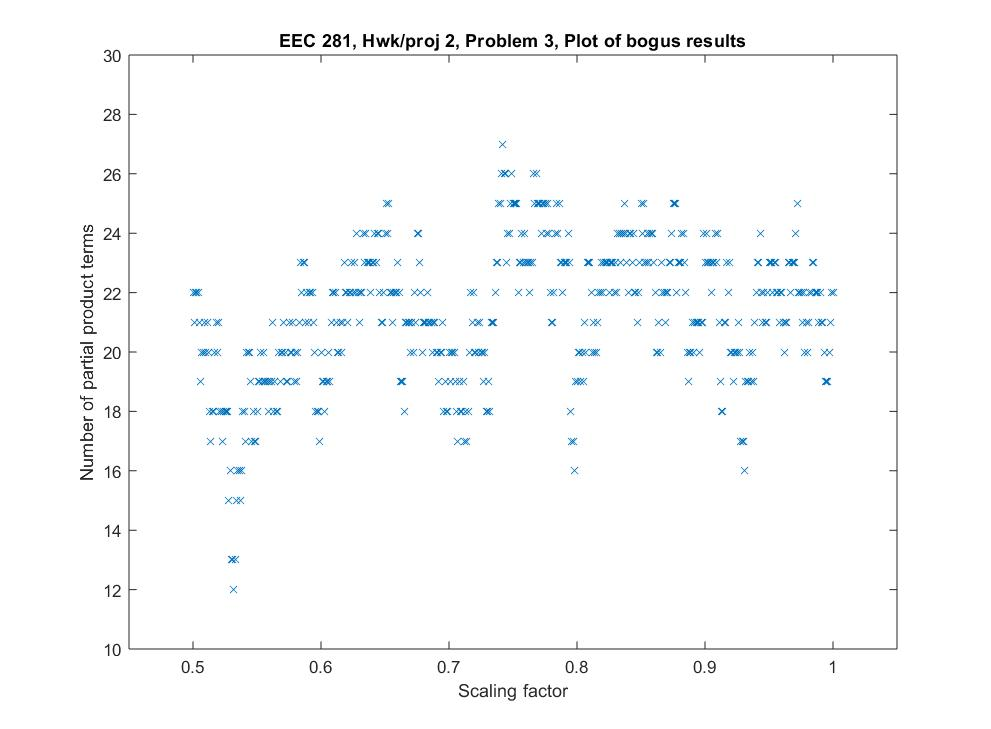 EEC 281, Hwk/proj 2, Problem 3, Plot of bogus results
30
28
26
24
22
20
18
16
14
12
10
Number of partial product terms
0.5 0.6 0.7 0.8 0.9 1
Scaling factor